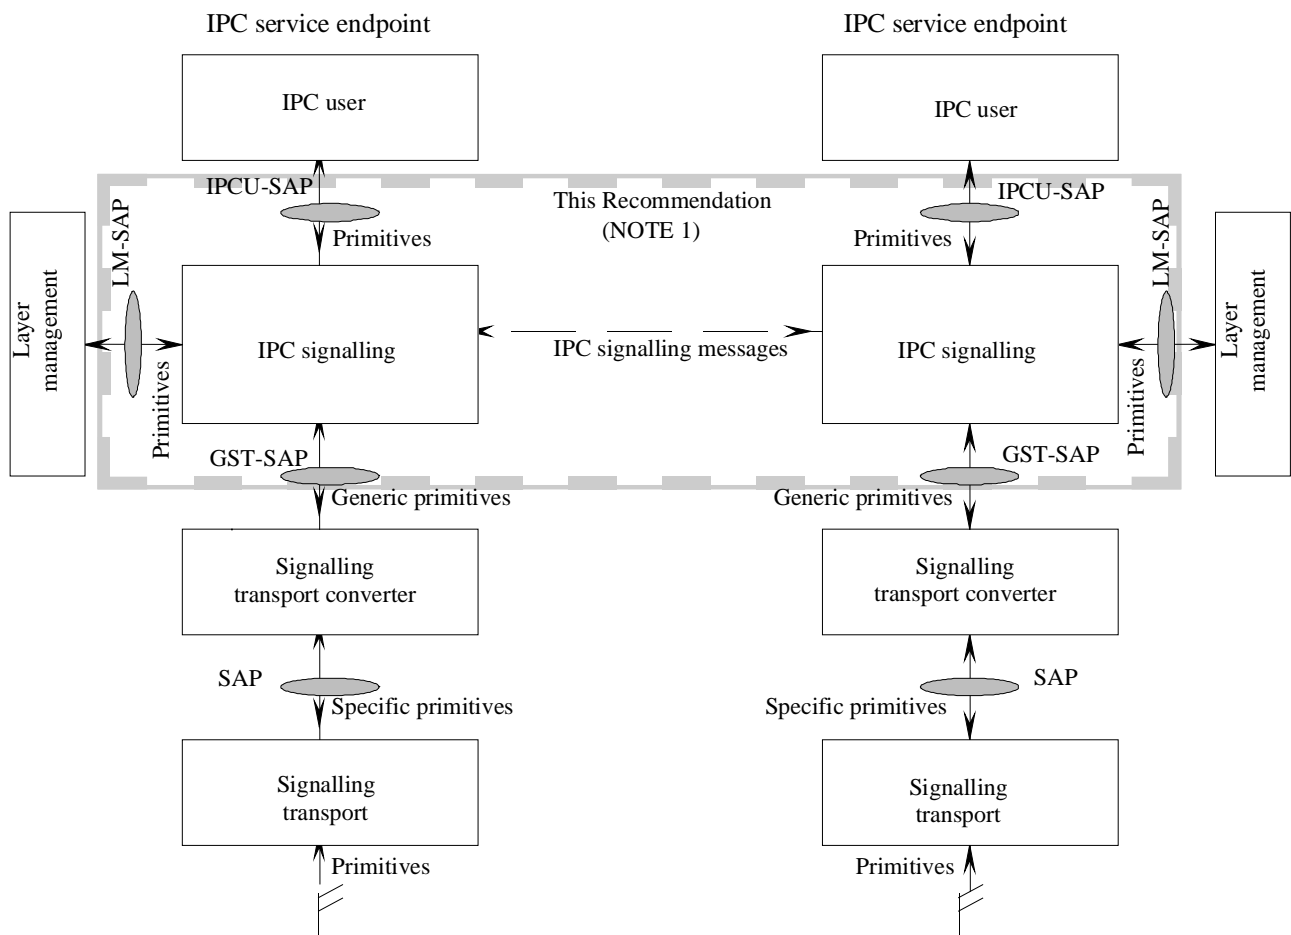 IPC service endpoint
IPC service endpoint
IPC user
IPC user
IPCU-SAP
IPCU-SAP
This Recommendation
(NOTE 1)
Primitives
Primitives
LM-SAP
LM-SAP
Layer
management
Layer
management
IPC signalling
IPC signalling messages
IPC signalling
Primitives
Primitives
GST-SAP
GST-SAP
Generic primitives
Generic primitives
Signalling
transport converter
Signalling
transport converter
SAP
SAP
Specific primitives
Specific primitives
Signalling
transport
Signalling
transport
Primitives
Primitives